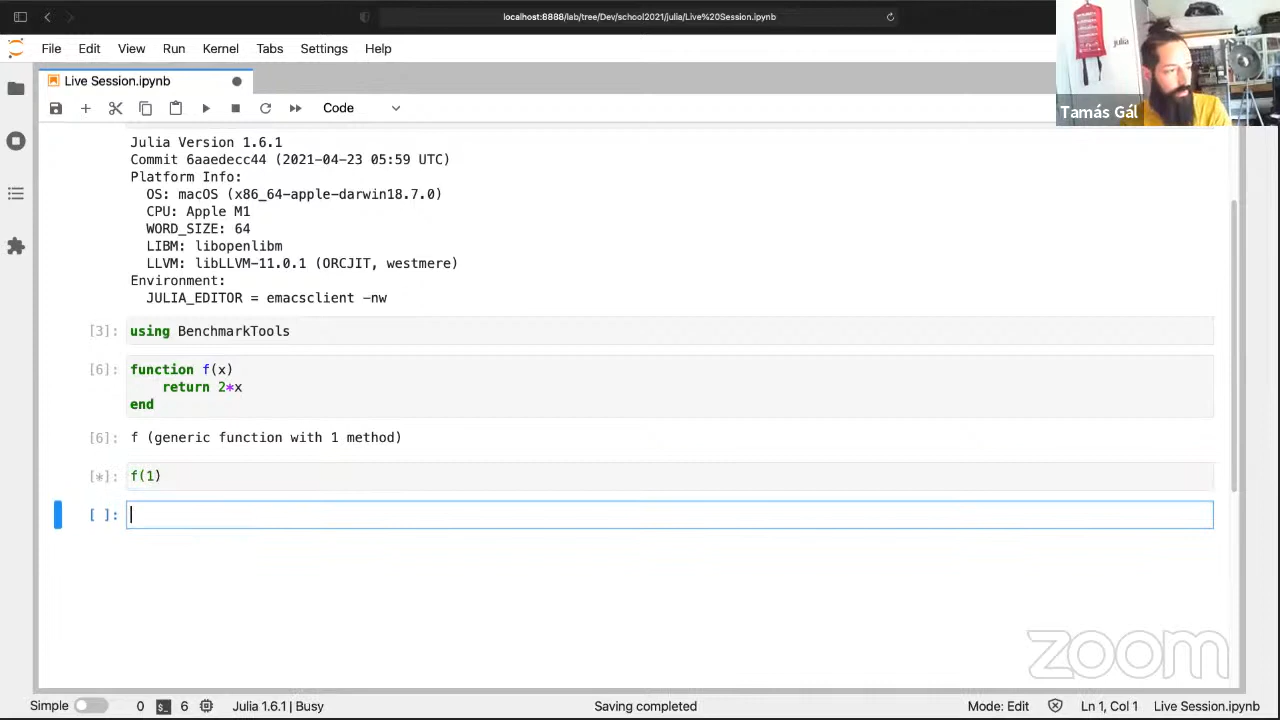 localhost:8888/lab/tree/Dev/school2021/julia/Live%20Session.ipynb
File Edit View Run Kernel Tabs Settings Help
julia
Tamás Gál
Live Session.ipynb
Code
Julia Version 1.6.1
Commit 6aaedecc44 (2021-04-23 05:59 UTC)
Platform Info:
OS: macOS (x86_64-apple-darwin18.7.0)
CPU: Apple M1
WORD_SIZE: 64
LIBM: libopenlibm
LLVM: libLLVM-11.0.1 (ORCJIT, westmere)
Environment:
JULIA_EDITOR = emacsclient -nw
[3]: using BenchmarkTools
[6]: function f(x)
return 2*x
end
[6]: f (generic function with 1 method)
[*]: f(1)
[ ]:
zoom
Simple 0 6 Julia 1.6.1 | Busy Saving completed Mode: Edit Ln 1, Col 1 Live Session.ipynb